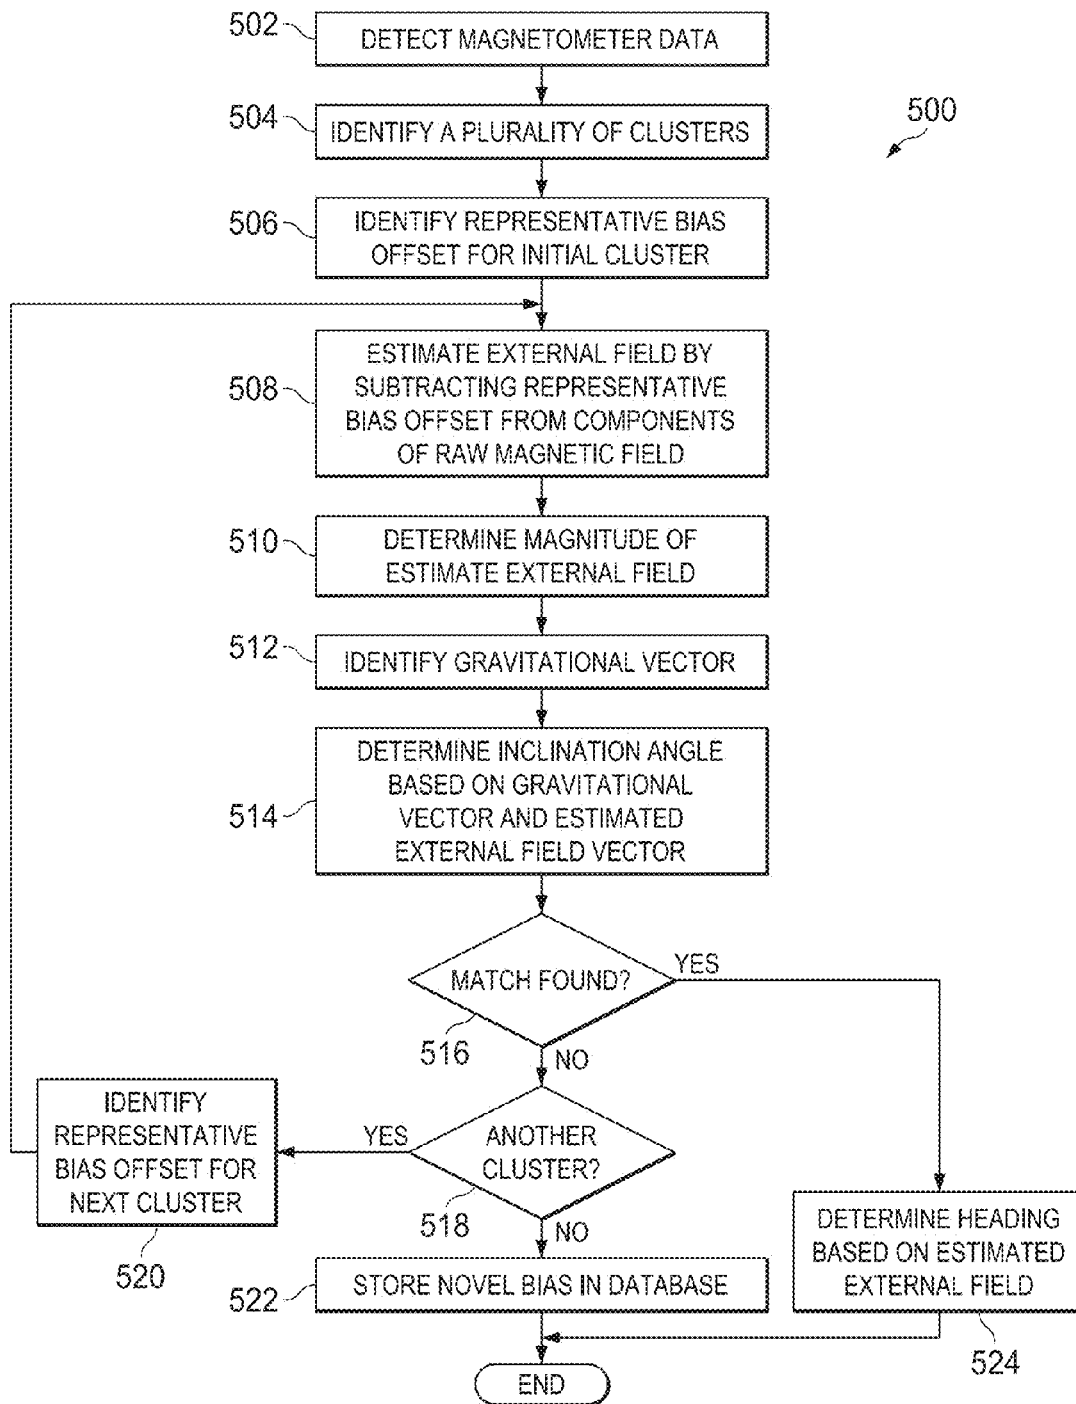 502
DETECT MAGNETOMETER DATA
504
IDENTIFY A PLURALITY OF CLUSTERS
500
506
IDENTIFY REPRESENTATIVE BIAS
OFFSET FOR INITIAL CLUSTER
508
ESTIMATE EXTERNAL FIELD BY
SUBTRACTING REPRESENTATIVE
BIAS OFFSET FROM COMPONENTS
OF RAW MAGNETIC FIELD
510
DETERMINE MAGNITUDE OF
ESTIMATE EXTERNAL FIELD
512
IDENTIFY GRAVITATIONAL VECTOR
514
DETERMINE INCLINATION ANGLE
BASED ON GRAVITATIONAL
VECTOR AND ESTIMATED
EXTERNAL FIELD VECTOR
MATCH FOUND?
YES
516
NO
ANOTHER
CLUSTER?
YES
518
NO
IDENTIFY
REPRESENTATIVE
BIAS OFFSET FOR
NEXT CLUSTER
520
522
STORE NOVEL BIAS IN DATABASE
DETERMINE HEADING
BASED ON ESTIMATED
EXTERNAL FIELD
524
END